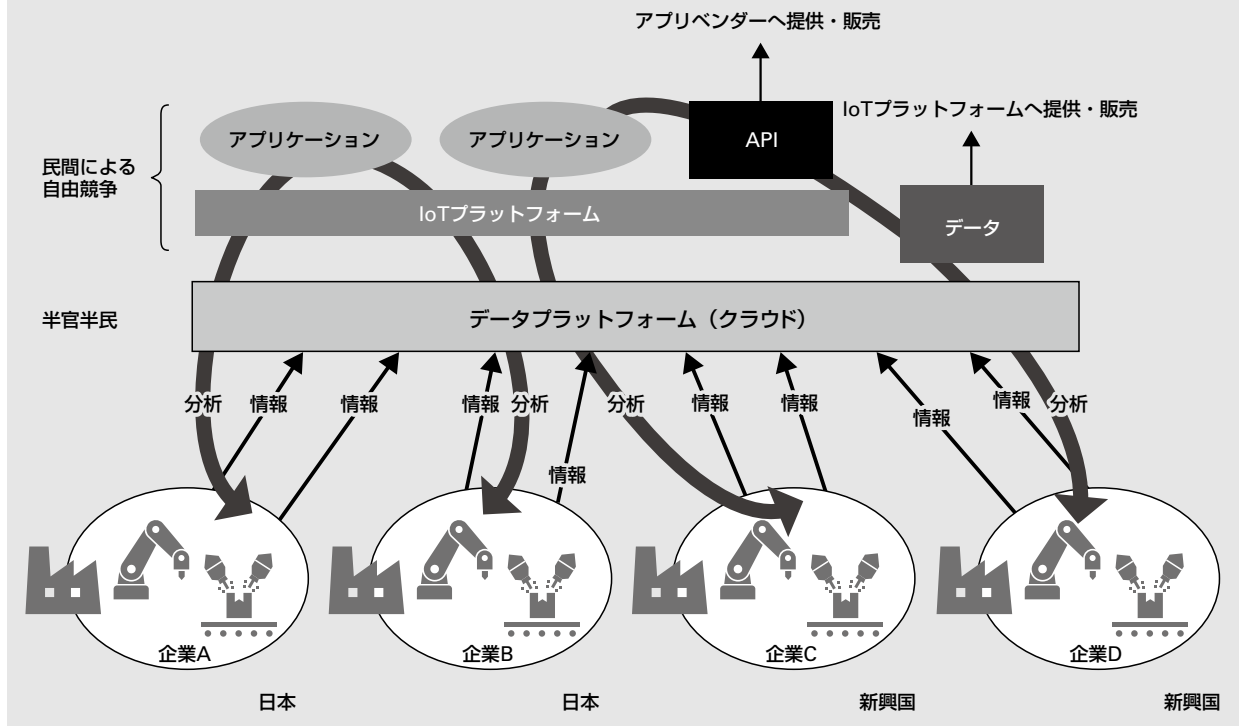 アプリベンダーへ提供・販売
IoTプラットフォームへ提供・販売
民間による
自由競争
アプリケーション
アプリケーション
API
IoTプラットフォーム
データ
半官半民
データプラットフォーム（クラウド）
分析
情報
情報
情報
分析
情報
分析
情報
情報
情報
情報
分析
企業A
企業B
企業C
企業D
日本
日本
新興国
新興国